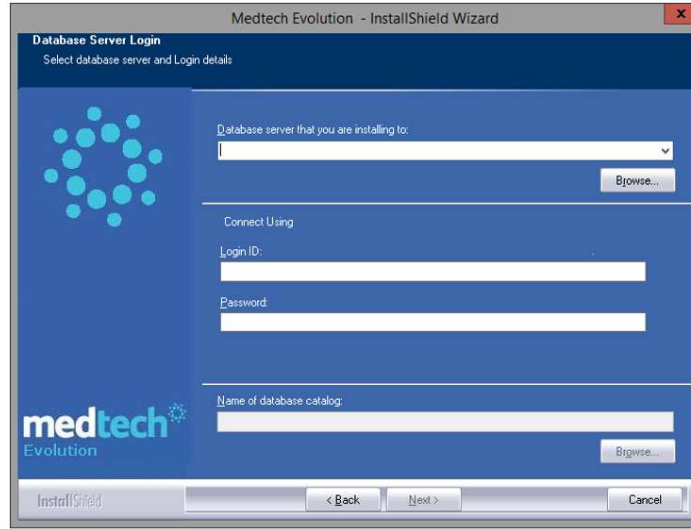 Medtech Evolution - InstallShield Wizard
x
Database Server Login
Select database server and Login details
Database server that you are installing to:
Browse...
Connect Using
Login ID:
Password:
Name of database catalog:
Browse...
medtech
Evolution
InstallShield
< Back
Next >
Cancel